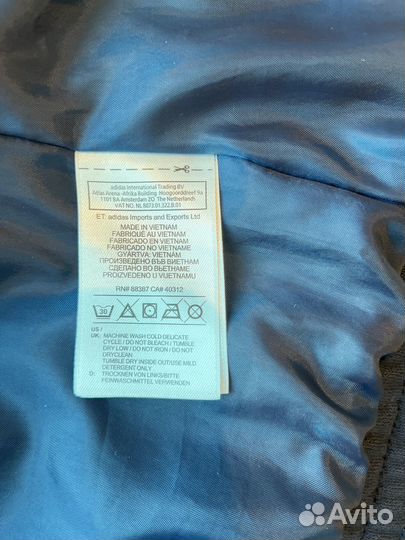 adidas International Trading BV
Atlas Arena -Afrika Building Hoogoorddreef 9a
1101 BA Amsterdam ZO The Netherlands
VAT NO. NL 8073.01.322.B.01
ET: adidas Imports and Exports Ltd
MADE IN VIETNAM
FABRIQUÉ AU VIETNAM
FABRICADO EN VIETNAM
FABRICADO NO VIETNAME
GYÁRTVA: VIETNAM
ПРОИЗВЕДЕНО ВЪВ ВИЕТНАМ
СДЕЛАНО ВО ВЬЕТНАМЕ
PROIZVEDENO U VIJETNAMU
RN# 88387 CA# 40312
30
US /
UK: MACHINE WASH COLD DELICATE
CYCLE / DO NOT BLEACH / TUMBLE
DRY LOW / DO NOT IRON / DO NOT
DRYCLEAN
TUMBLE DRY INSIDE OUT/USE MILD
DETERGENT ONLY
D: TROCKNEN VON LINKS/BITTE
FEINWASCHMITTEL VERWENDEN
Avito